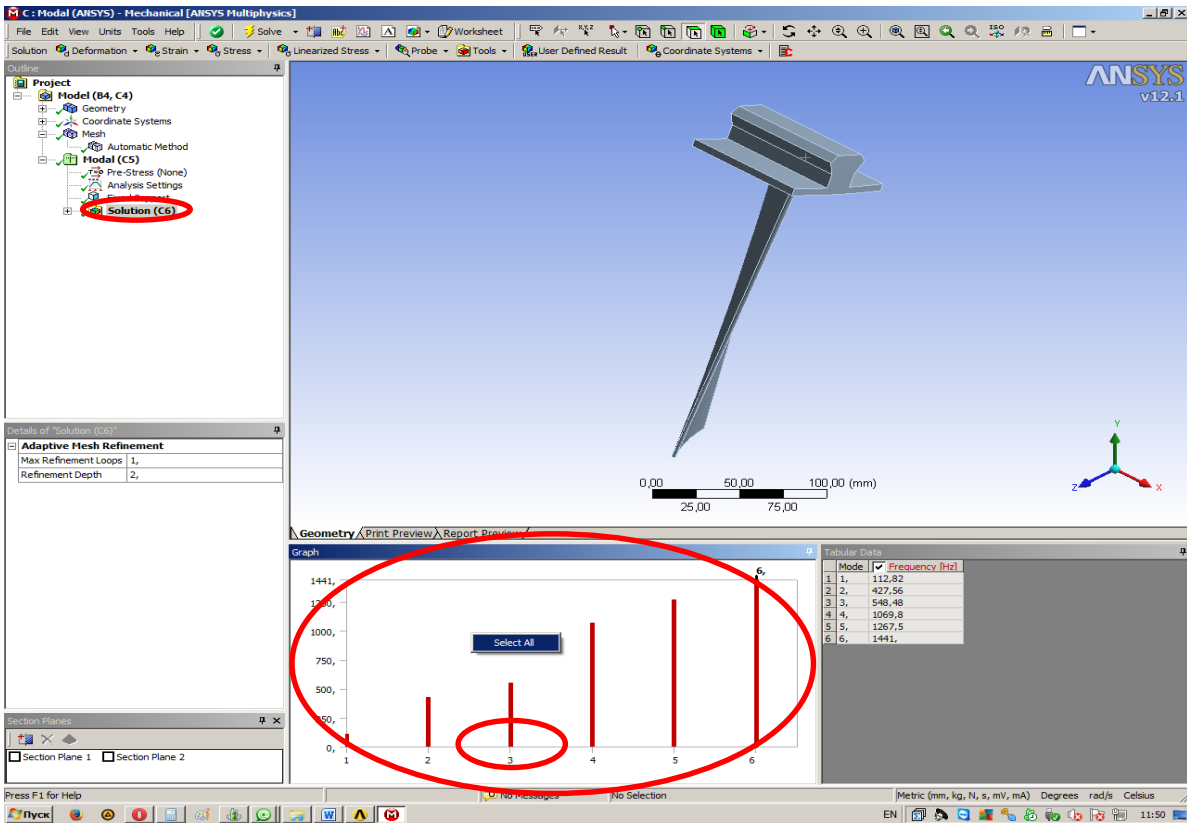 C : Modal (ANSYS) - Mechanical [ANSYS Multiphysics]
File Edit View Units Tools Help Solve Worksheet
Solution Deformation Strain Stress Linearized Stress Probe Tools User Defined Result Coordinate Systems
Outline
Project
Model (B4, C4)
Geometry
Coordinate Systems
Mesh
Automatic Method
Modal (C5)
Pre-Stress (None)
Analysis Settings
Fixed Support
Solution (C6)
ANSYS
v12.1
0,00 50,00 100,00 (mm)
25,00 75,00
Y
Z X
Details of "Solution (C6)"
Adaptive Mesh Refinement
Max Refinement Loops 1,
Refinement Depth 2,
Geometry Print Preview Report Preview
Graph
1441,
1250,
1000,
750,
500,
250,
0,
6,
Select All
1 2 3 4 5 6
Tabular Data
Mode Frequency [Hz]
1 1, 112,82
2 2, 427,56
3 3, 548,48
4 4, 1069,8
5 5, 1267,5
6 6, 1441,
Section Planes
Section Plane 1 Section Plane 2
Press F1 for Help No Messages No Selection Metric (mm, kg, N, s, mV, mA) Degrees rad/s Celsius
Пуск EN 11:50